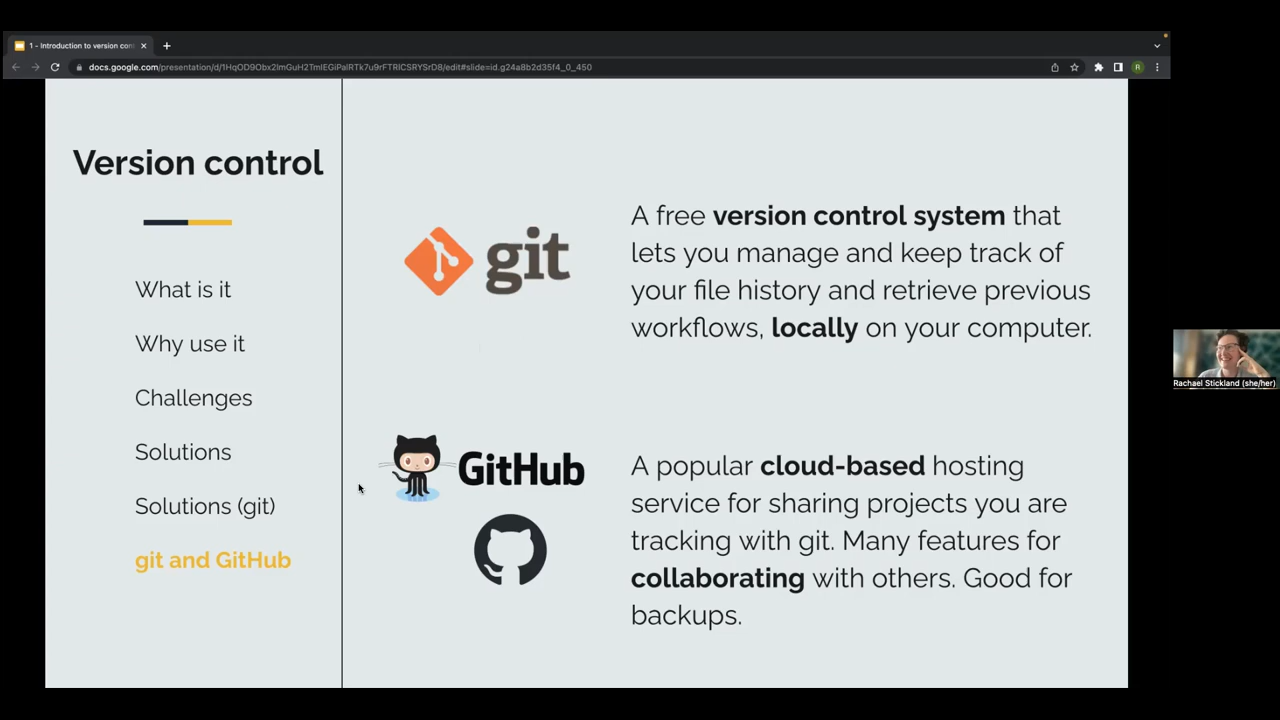 1 - Introduction to version con
docs.google.com/presentation/d/1HqOD9Obx2lmGuH2TmIEGiPalRTk7u9rFTRlCSRYSrD8/edit#slide=id.g24a8b2d35f4_0_450
R
Version control
What is it
Why use it
Challenges
Solutions
Solutions (git)
git and GitHub
git
A free version control system that
lets you manage and keep track of
your file history and retrieve previous
workflows, locally on your computer.
GitHub
A popular cloud-based hosting
service for sharing projects you are
tracking with git. Many features for
collaborating with others. Good for
backups.
Rachael Stickland (she/her)